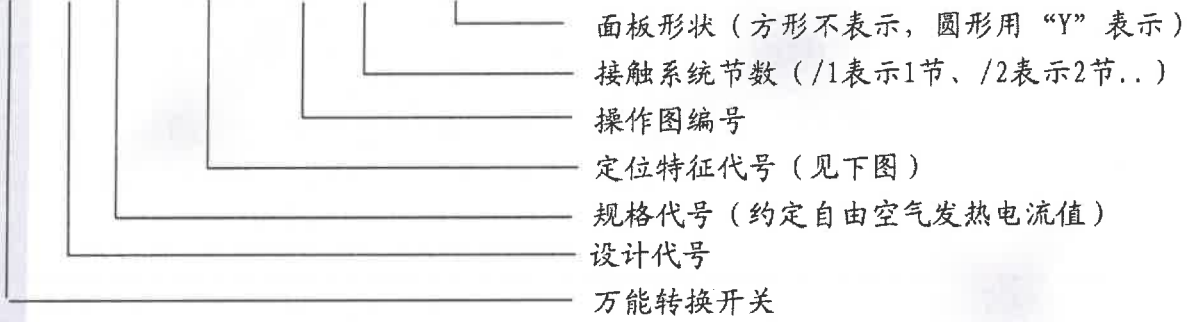 面板形状（方形不表示，圆形用“Y”表示）
接触系统节数（/1表示1节、/2表示2节..）
操作图编号
定位特征代号（见下图）
规格代号（约定自由空气发热电流值）
设计代号
万能转换开关